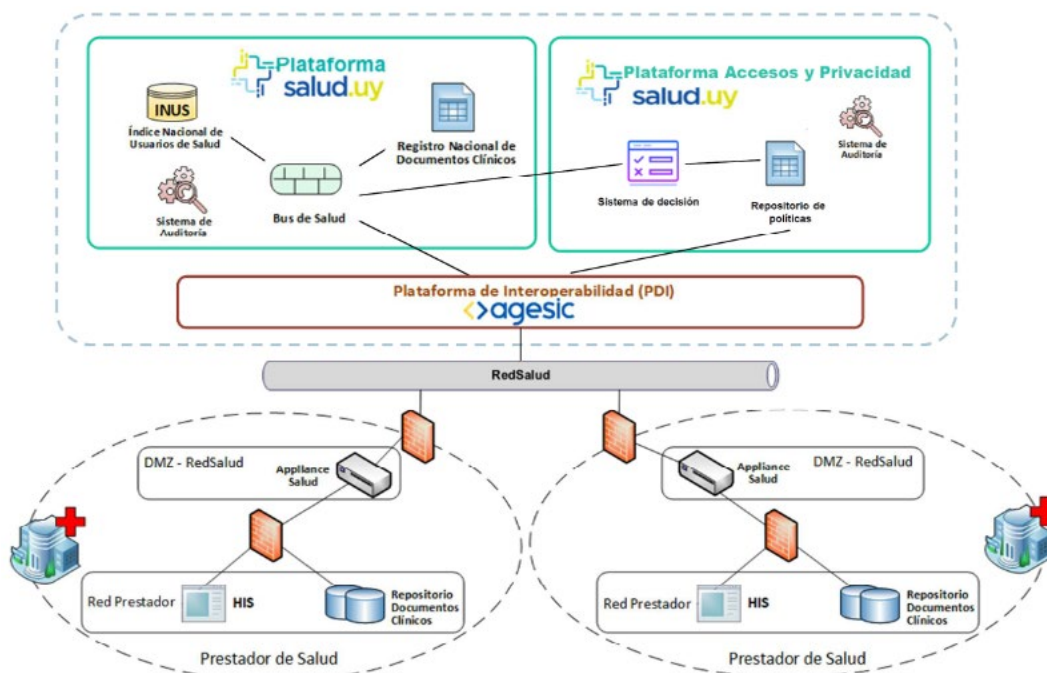 Plataforma
salud.uy
INUS
Índice Nacional de
Usuarios de Salud
Registro Nacional de
Documentos Clínicos
Sistema de
Auditoría
Bus de Salud
Plataforma Accesos y Privacidad
salud.uy
Sistema de
Auditoría
Sistema de decisión
Repositorio de
políticas
Plataforma de Interoperabilidad (PDI)
agesic
RedSalud
DMZ - RedSalud
Appliance
Salud
Red Prestador
HIS
Repositorio
Documentos
Clínicos
Prestador de Salud
Appliance
Salud
DMZ - RedSalud
Red Prestador
HIS
Repositorio
Documentos
Clínicos
Prestador de Salud